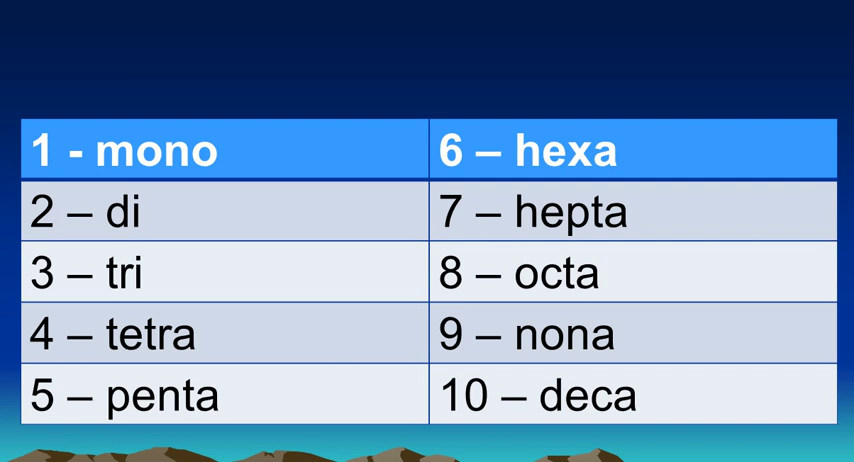 1 - mono
6 – hexa
2 – di
7 – hepta
3 – tri
8 – octa
4 – tetra
9 – nona
5 – penta
10 – deca